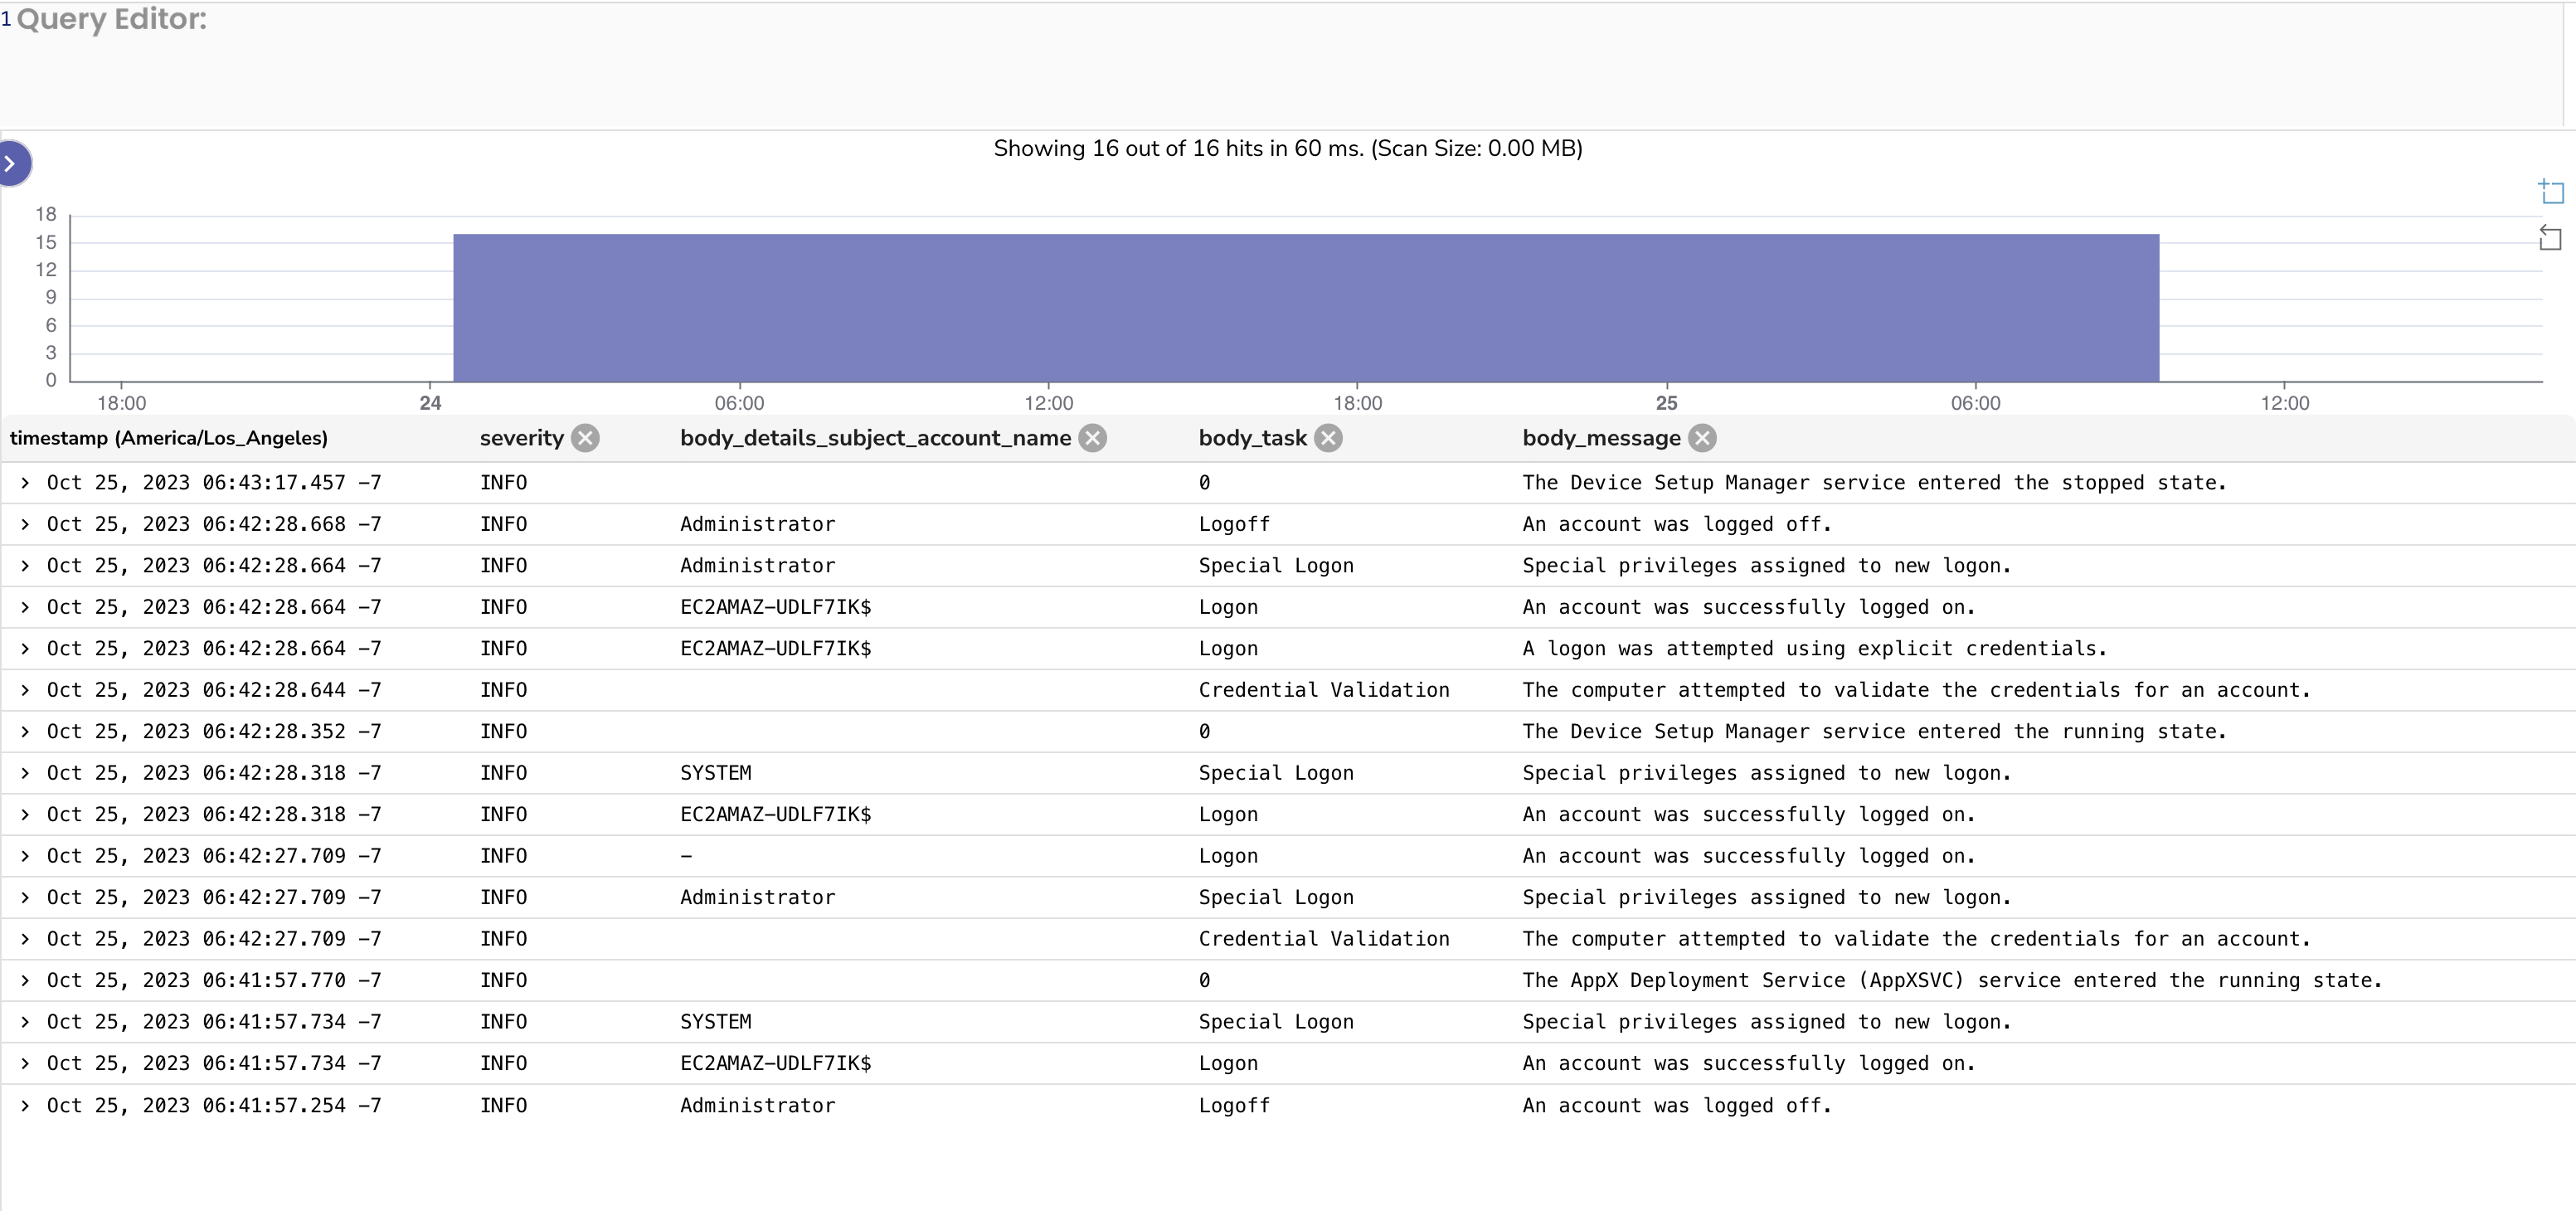 1 Query Editor:
Showing 16 out of 16 hits in 60 ms. (Scan Size: 0.00 MB)
18
15
12
9
6
3
0
18:00 24 06:00 12:00 18:00 25 06:00 12:00
timestamp (America/Los_Angeles) severity body_details_subject_account_name body_task body_message
Oct 25, 2023 06:43:17.457 -7 INFO 0 The Device Setup Manager service entered the stopped state.
Oct 25, 2023 06:42:28.668 -7 INFO Administrator Logoff An account was logged off.
Oct 25, 2023 06:42:28.664 -7 INFO Administrator Special Logon Special privileges assigned to new logon.
Oct 25, 2023 06:42:28.664 -7 INFO EC2AMAZ-UDLF7IK$ Logon An account was successfully logged on.
Oct 25, 2023 06:42:28.664 -7 INFO EC2AMAZ-UDLF7IK$ Logon A logon was attempted using explicit credentials.
Oct 25, 2023 06:42:28.644 -7 INFO Credential Validation The computer attempted to validate the credentials for an account.
Oct 25, 2023 06:42:28.352 -7 INFO 0 The Device Setup Manager service entered the running state.
Oct 25, 2023 06:42:28.318 -7 INFO SYSTEM Special Logon Special privileges assigned to new logon.
Oct 25, 2023 06:42:28.318 -7 INFO EC2AMAZ-UDLF7IK$ Logon An account was successfully logged on.
Oct 25, 2023 06:42:27.709 -7 INFO - Logon An account was successfully logged on.
Oct 25, 2023 06:42:27.709 -7 INFO Administrator Special Logon Special privileges assigned to new logon.
Oct 25, 2023 06:42:27.709 -7 INFO Credential Validation The computer attempted to validate the credentials for an account.
Oct 25, 2023 06:41:57.770 -7 INFO 0 The AppX Deployment Service (AppXSVC) service entered the running state.
Oct 25, 2023 06:41:57.734 -7 INFO SYSTEM Special Logon Special privileges assigned to new logon.
Oct 25, 2023 06:41:57.734 -7 INFO EC2AMAZ-UDLF7IK$ Logon An account was successfully logged on.
Oct 25, 2023 06:41:57.254 -7 INFO Administrator Logoff An account was logged off.